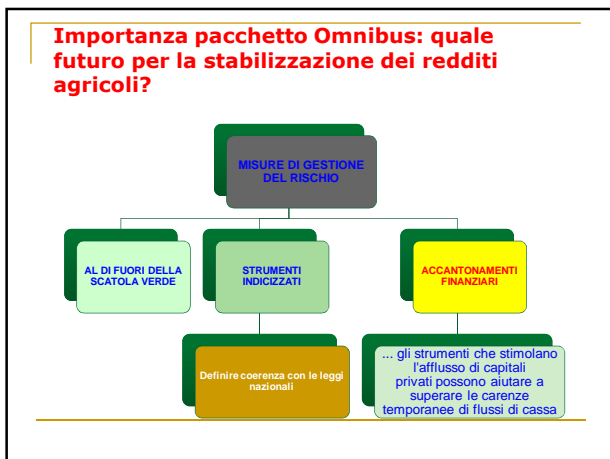 Importanza pacchetto Omnibus: quale
futuro per la stabilizzazione dei redditi
agricoli?
MISURE DI GESTIONE
DEL RISCHIO
AL DI FUORI DELLA
SCATOLA VERDE
STRUMENTI
INDICIZZATI
ACCANTONAMENTI
FINANZIARI
Definire coerenza con le leggi
nazionali
... gli strumenti che stimolano
l'afflusso di capitali
privati possono aiutare a
superare le carenze
temporanee di flussi di cassa